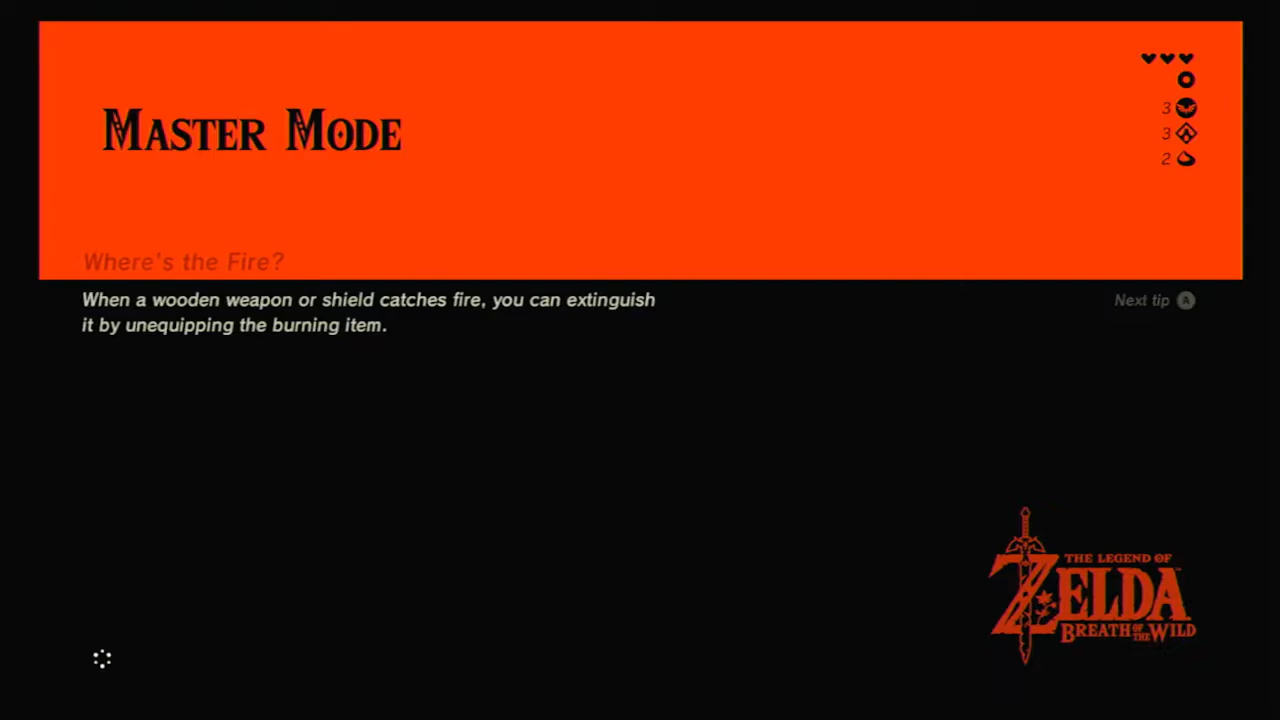 MASTER MODE
3
3
2
Where's the Fire?
When a wooden weapon or shield catches fire, you can extinguish
it by unequipping the burning item.
Next tip A
THE LEGEND OF
ZELDA
BREATH OF THE WILD